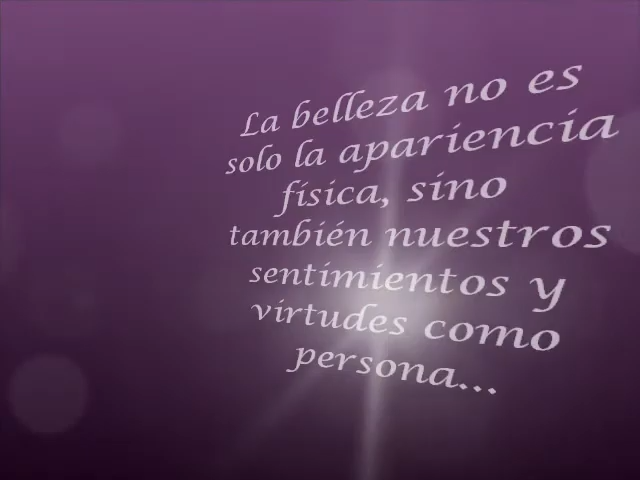 La belleza no es
solo la apariencia
física, sino
también nuestros
sentimientos y
virtudes como
persona...